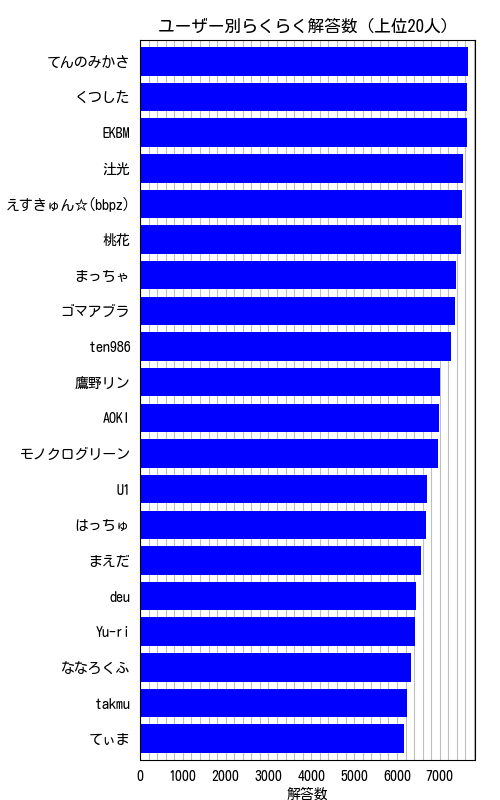 ユーザー別らくらく解答数（上位20人）
てんのみかさ
くつした
EKBM
辻光
えすきゅん☆(bbpz)
桃花
まっちゃ
ゴマアブラ
ten986
鷹野リン
AOKI
モノクログリーン
U1
はっちゅ
まえだ
deu
Yu-ri
ななろくふ
takmu
てぃま
0 1000 2000 3000 4000 5000 6000 7000
解答数